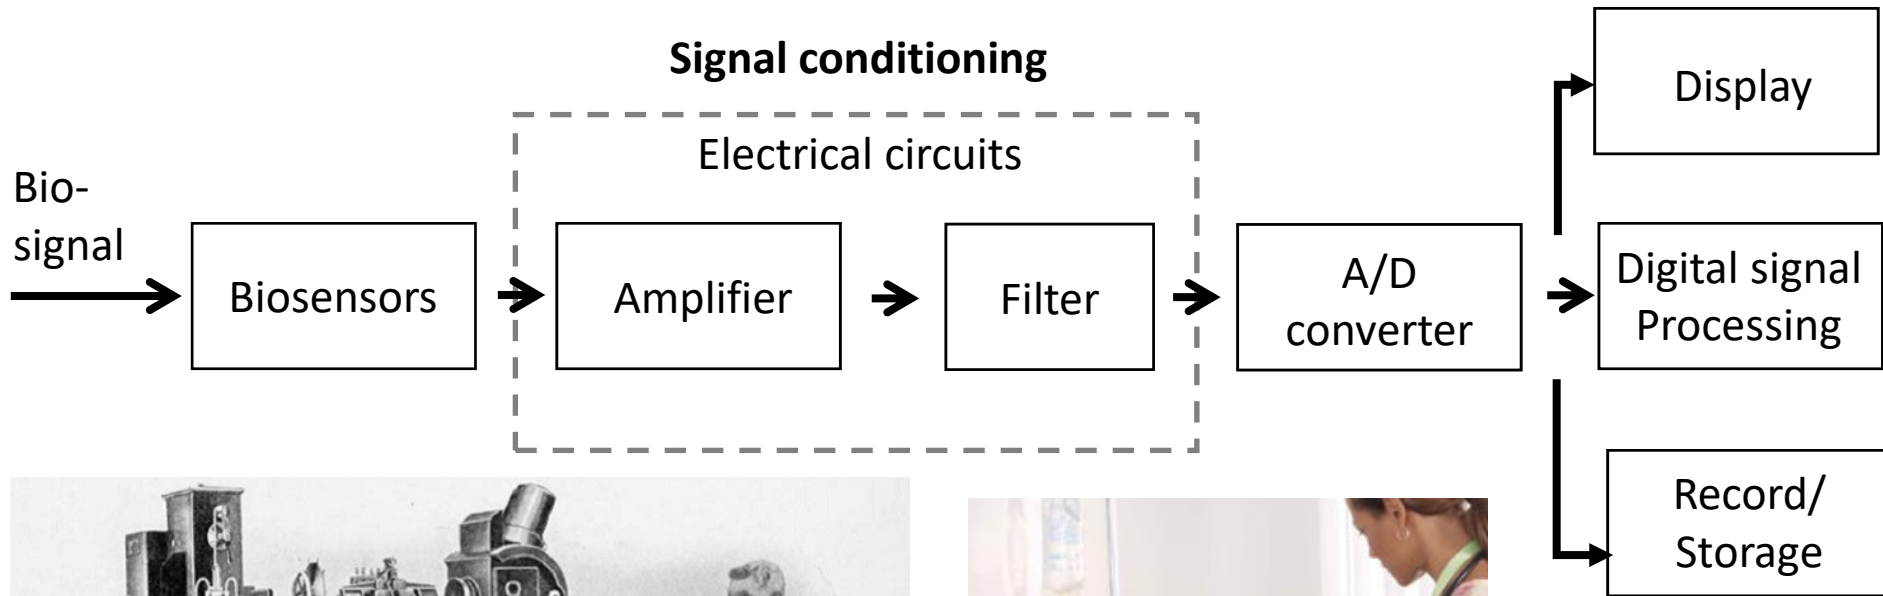 Signal conditioning
Electrical circuits
Bio-
signal
Biosensors
Amplifier
Filter
A/D
converter
Display
Digital signal
Processing
Record/
Storage